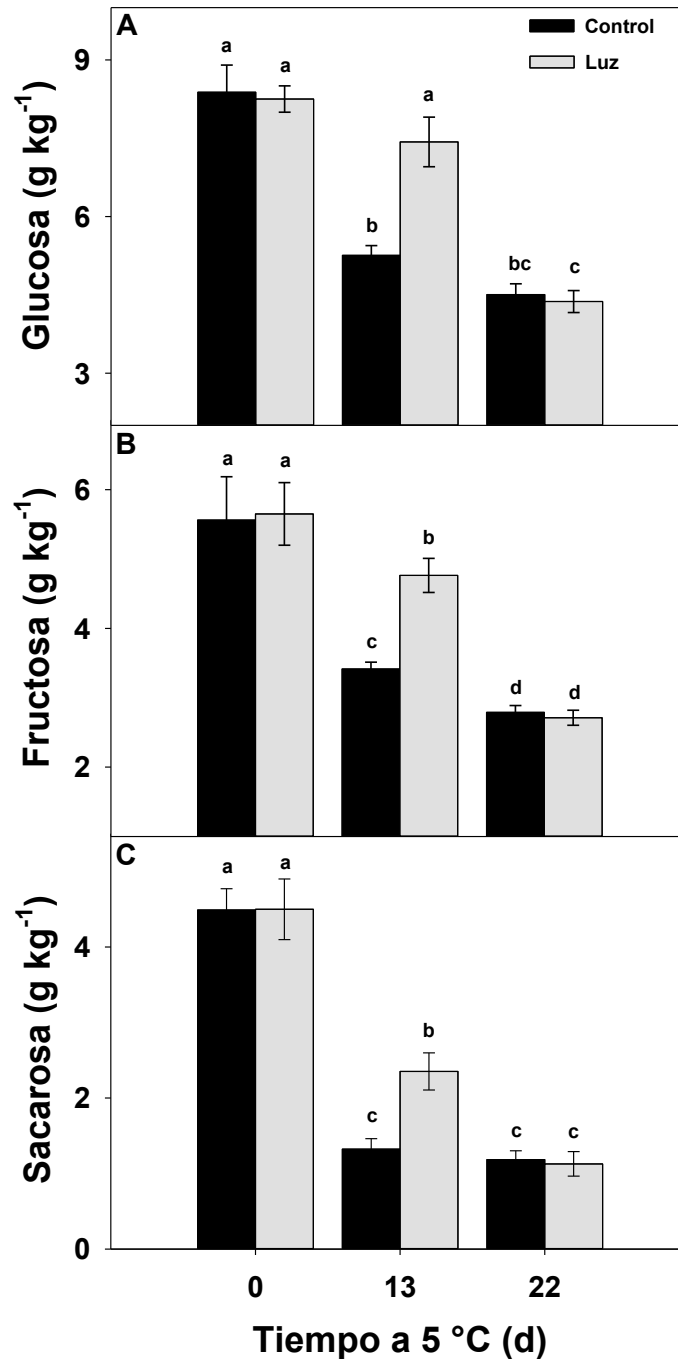 A
Control
Luz
Glucosa (g kg-1)
9
6
3
a
a
b
a
bc
c
B
Fructosa (g kg-1)
6
4
2
a
a
c
b
d
d
C
Sacarosa (g kg-1)
4
2
0
a
a
c
b
c
c
0
13
22
Tiempo a 5 °C (d)